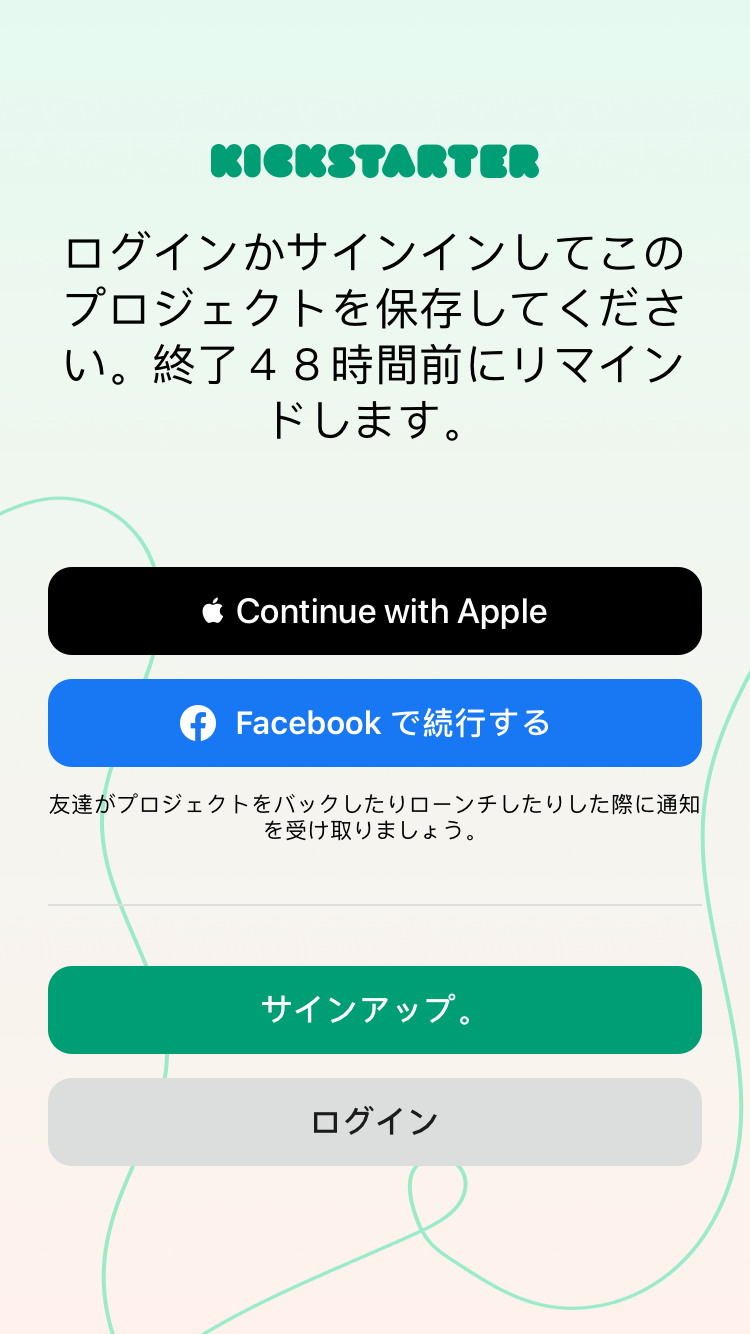 KICKSTARTER
ログインかサインインしてこの
プロジェクトを保存してくださ
い。終了４８時間前にリマイン
ドします。
Continue with Apple
Facebook で続行する
友達がプロジェクトをバックしたりローンチしたりした際に通知
を受け取りましょう。
サインアップ。
ログイン